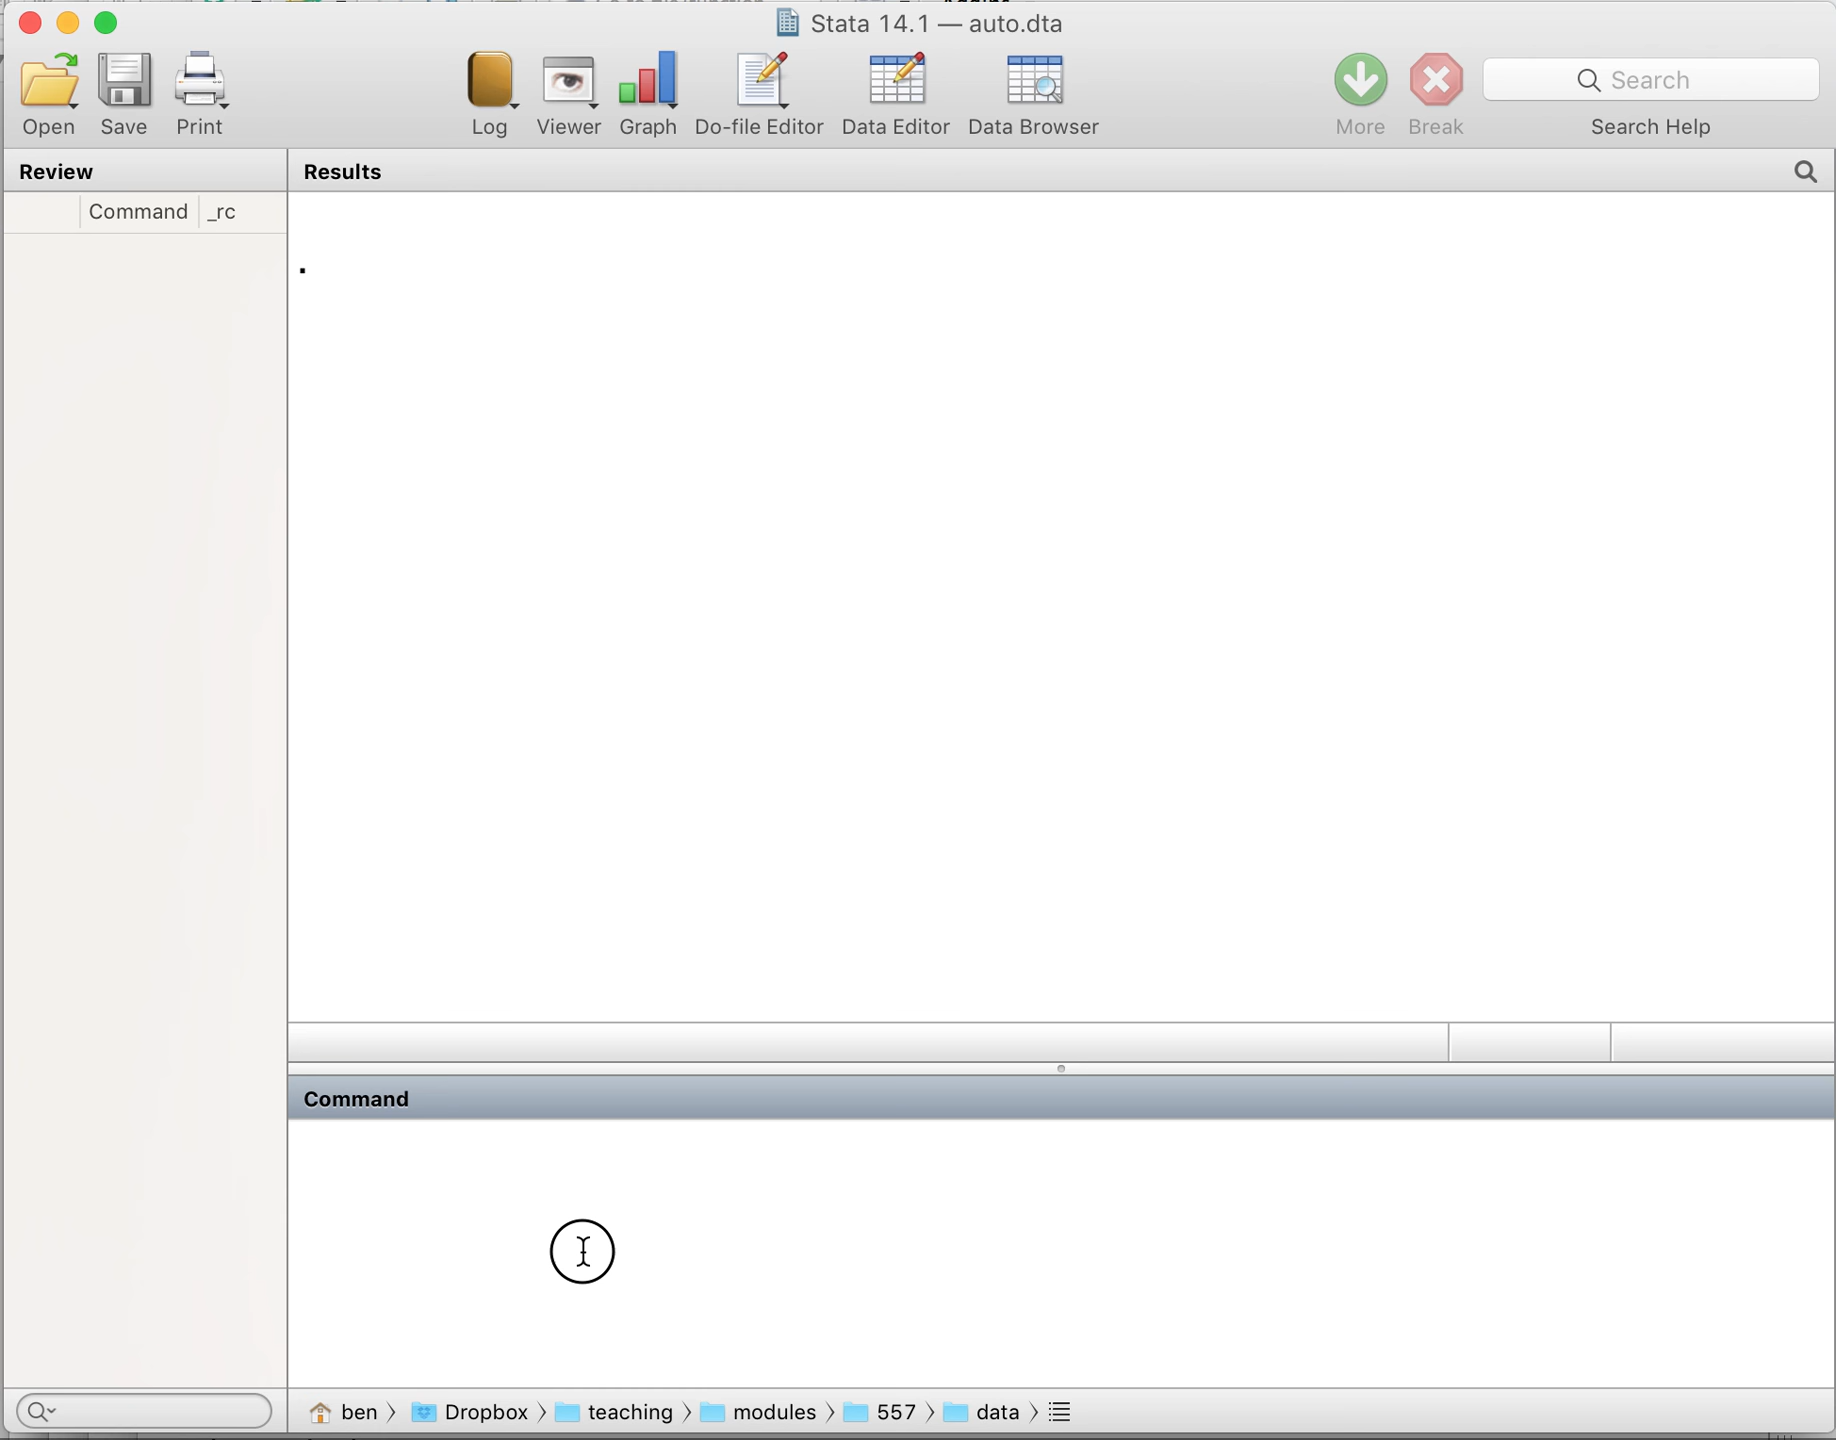 Stata 14.1 — auto.dta
Open Save Print Log Viewer Graph Do-file Editor Data Editor Data Browser More Break Search
Search Help
Review Results
Command _rc
.
Command
ben Dropbox teaching modules 557 data